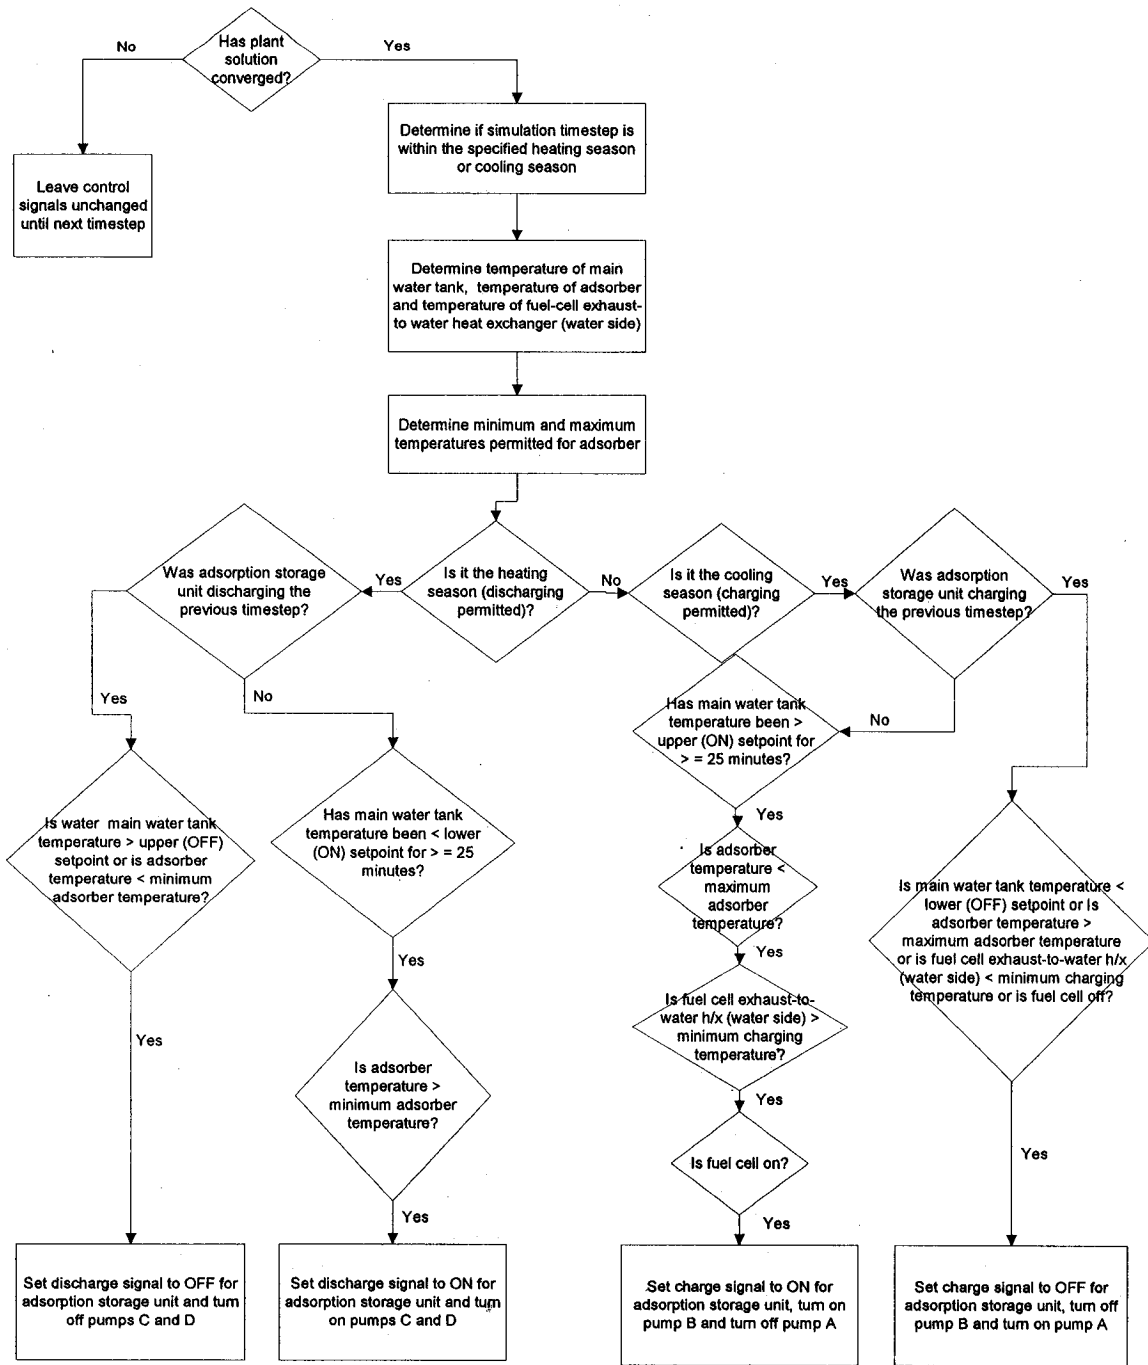 No
Has plant
solution
converged?
Yes
Determine if simulation timestep is
within the specified heating season
or cooling season
Leave control
signals unchanged
until next timestep
Determine temperature of main
water tank,  temperature of adsorber
and temperature of fuel-cell exhaust-
to water heat exchanger (water side)
Determine minimum and maximum
temperatures permitted for adsorber
Was adsorption storage
unit discharging the
previous timestep?
Yes
Is it the heating
season (discharging
permitted)?
No
Is it the cooling
season (charging
permitted)?
Yes
Was adsorption
storage unit charging
the previous timestep?
Yes
Yes
No
Has main water tank
temperature been >
upper (ON) setpoint for
> = 25 minutes?
No
Is water  main water tank
temperature > upper (OFF)
setpoint or is adsorber
temperature < minimum
adsorber temperature?
Has main water tank
temperature been < lower
(ON) setpoint for > = 25
minutes?
Yes
Is adsorber
temperature <
maximum
adsorber
temperature?
Is main water tank temperature <
lower (OFF) setpoint or Is
adsorber temperature >
maximum adsorber temperature
or is fuel cell exhaust-to-water h/x
(water side) < minimum charging
temperature or is fuel cell off?
Yes
Yes
Is fuel cell exhaust-to-
water h/x (water side) >
minimum charging
temperature?
Yes
Is adsorber
temperature >
minimum adsorber
temperature?
Yes
Is fuel cell on?
Yes
Yes
Yes
Set discharge signal to OFF for
adsorption storage unit and turn
off pumps C and D
Set discharge signal to ON for
adsorption storage unit and turn
on pumps C and D
Set charge signal to ON for
adsorption storage unit, turn on
pump B and turn off pump A
Set charge signal to OFF for
adsorption storage unit, turn off
pump B and turn on pump A